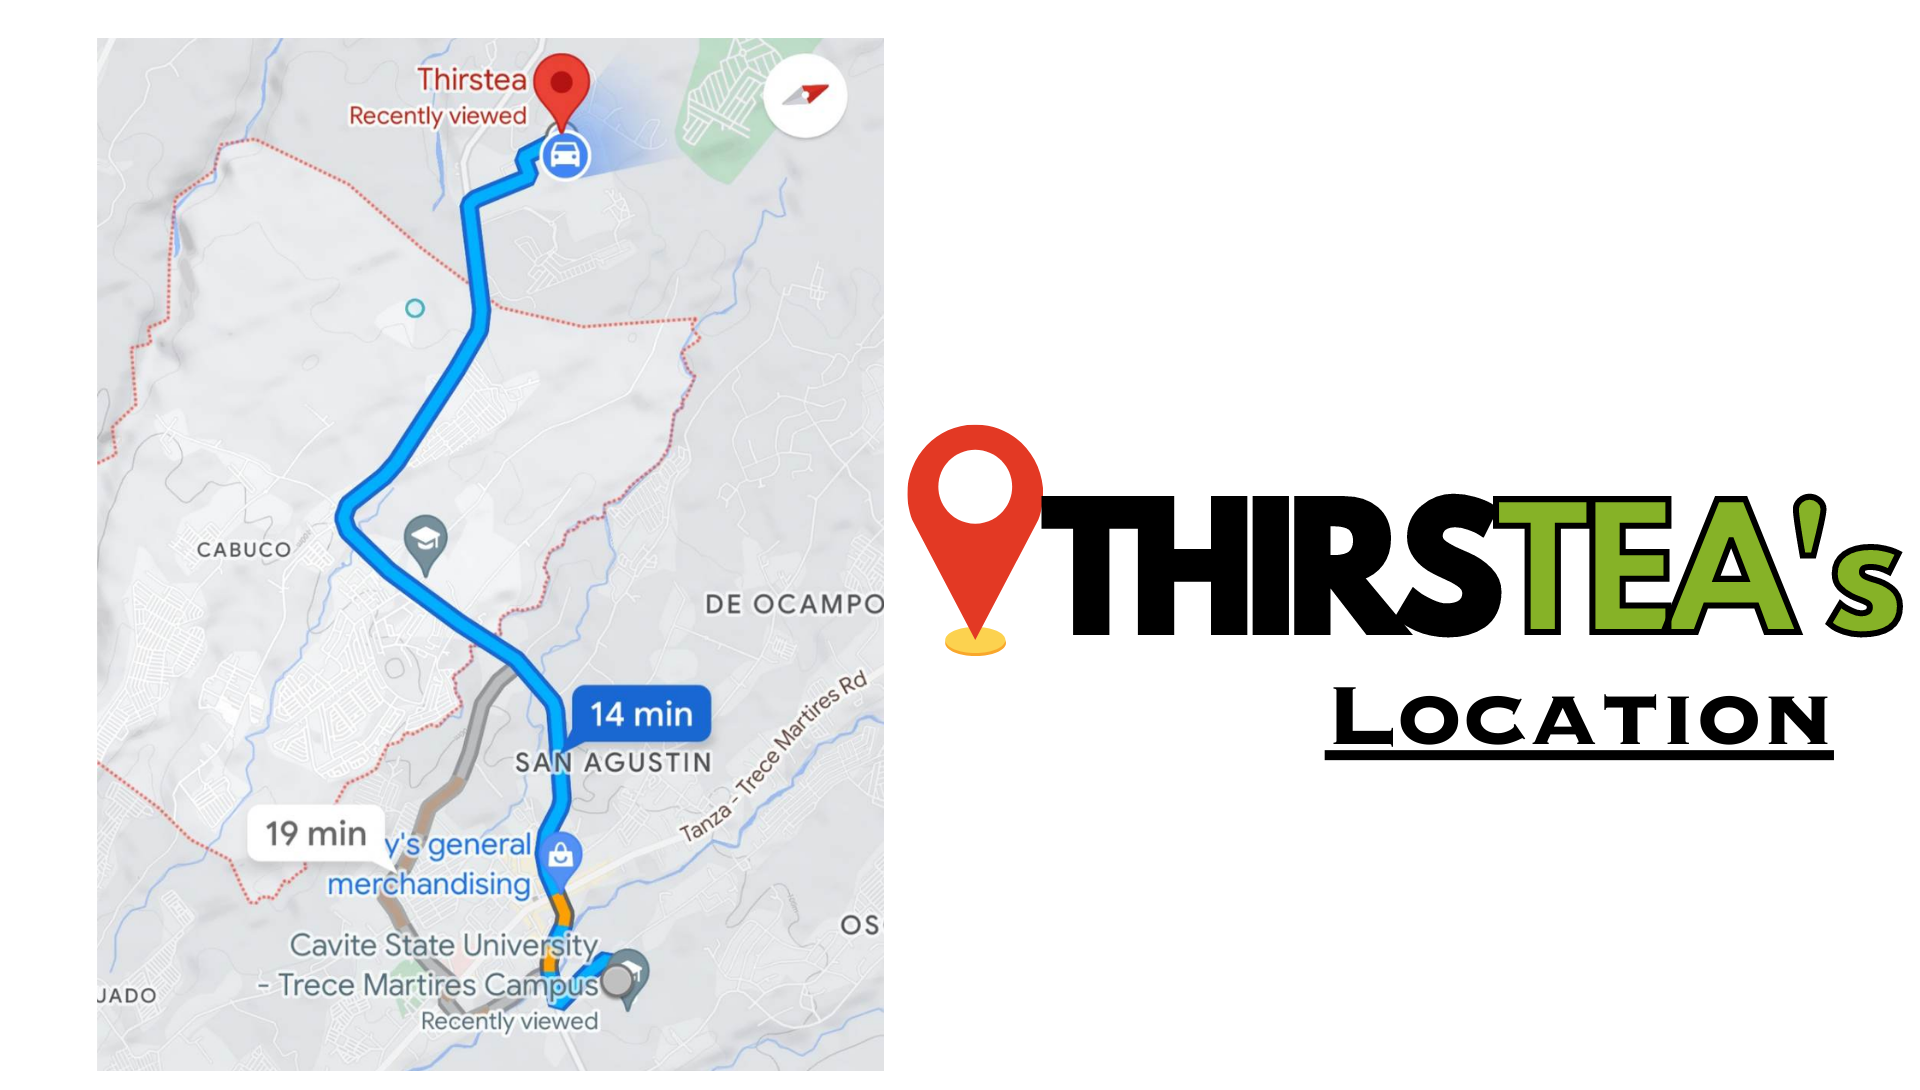 Thirstea
Recently viewed
CABUCO
DE OCAMPO
14 min
SAN AGUSTIN
Tanza - Trece Martires Rd
19 min
y's general
merchandising
OS
Cavite State University
- Trece Martires Campus
Recently viewed
JADO
THIRSTEA's
LOCATION